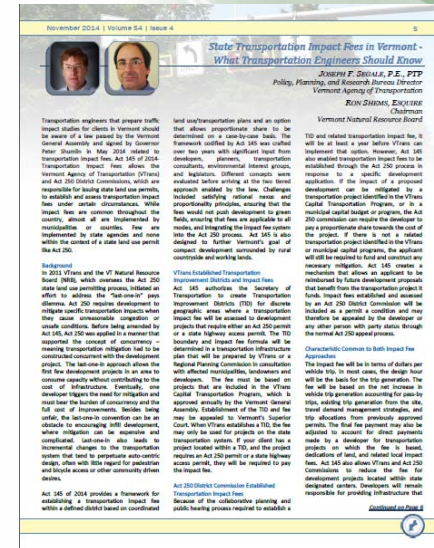 November 2014 | Volume 54 | Issue 4
5
State Transportation Impact Fees in Vermont -
What Transportation Engineers Should Know
JOSEPH F. SEGALE, P.E., PTP
Policy, Planning, and Research Bureau Director
Vermont Agency of Transportation
RON SHEMS, ESQUIRE
Chairman
Vermont Natural Resource Board
Transportation engineers that prepare traffic
impact studies for clients in Vermont should
be aware of a law passed by the Vermont
General Assembly and signed by Governor
Peter Shumlin in May 2014 related to
transportation impact fees. Act 145 of 2014-
Transportation Impact Fees allows the
Vermont Agency of Transportation (VTrans)
and Act 250 District Commissions, which are
responsible for issuing state land use permits,
to establish and assess transportation impact
fees under certain circumstances. While
impact fees are common throughout the
country, almost all are implemented by
municipalities or counties. Few are
implemented by state agencies and none
within the context of a state land use permit
like Act 250.
Background
In 2011 VTrans and the VT Natural Resource
Board (NRB), which oversees the Act 250
state land use permitting process, initiated an
effort to address the "last-one-in" pays
dilemma. Act 250 requires development to
mitigate specific transportation impacts when
they cause unreasonable congestion or
unsafe conditions. Before being amended by
Act 145, Act 250 was applied in a manner that
supported the concept of concurrency –
meaning transportation mitigation had to be
constructed concurrent with the development
project. The last-one-in approach allows the
first few development projects in an area to
consume capacity without contributing to the
cost of infrastructure. Eventually, one
developer triggers the need for mitigation and
must bear the burden of concurrency and the
full cost of improvements. Besides being
unfair, the last-one-in convention can be an
obstacle to encouraging infill development,
where mitigation can be expensive and
complicated. Last-one-in also leads to
incremental changes to the transportation
system that tend to perpetuate auto-centric
design, often with little regard for pedestrian
and bicycle access or other community driven
desires.
Act 145 of 2014 provides a framework for
establishing a transportation impact fee
within a defined district based on coordinated
land use/transportation plans and an option
that allows proportionate share to be
determined on a case-by-case basis. The
framework codified by Act 145 was crafted
over two years with significant input from
developers, planners, transportation
consultants, environmental interest groups,
and legislators. Different concepts were
evaluated before arriving at the two tiered
approach enabled by the law. Challenges
included satisfying rational nexus and
proportionality principles, ensuring that the
fees would not push development to green
fields, ensuring that fees are applicable to all
modes, and integrating the impact fee system
into the Act 250 process. Act 145 is also
designed to further Vermont's goal of
compact development surrounded by rural
countryside and working lands.
VTrans Established Transportation
Improvement Districts and Impact Fees
Act 145 authorizes the Secretary of
Transportation to create Transportation
Improvement Districts (TID) for discrete
geographic areas where a transportation
impact fee will be assessed to development
projects that require either an Act 250 permit
or a state highway access permit. The TID
boundary and impact fee formula will be
determined in a transportation infrastructure
plan that will be prepared by VTrans or a
Regional Planning Commission in consultation
with affected municipalities, landowners and
developers. The fee must be based on
projects that are included in the VTrans
Capital Transportation Program, which is
approved annually by the Vermont General
Assembly. Establishment of the TID and fee
may be appealed to Vermont's Superior
Court. When VTrans establishes a TID, the fee
may only be used for projects on the state
transportation system. If your client has a
project located within a TID, and the project
requires an Act 250 permit or a state highway
access permit, they will be required to pay
the impact fee.
Act 250 District Commission Established
Transportation Impact Fees
Because of the collaborative planning and
public hearing process required to establish a
TID and related transportation impact fee, it
will be at least a year before VTrans can
implement that option. However, Act 145
also enabled transportation impact fees to be
established through the Act 250 process in
response to a specific development
application. If the impact of a proposed
development can be mitigated by a
transportation project identified in the VTrans
Capital Transportation Program, or in a
municipal capital budget or program, the Act
250 commission can require the developer to
pay a proportionate share towards the cost of
the project. If there is not a related
transportation project identified in the VTrans
or municipal capital programs, the applicant
will still be required to fund and construct any
necessary mitigation. Act 145 creates a
mechanism that allows an applicant to be
reimbursed by future development proposals
that benefit from the transportation project it
funds. Impact fees established and assessed
by an Act 250 District Commission will be
included as a permit condition and may
therefore be appealed by the developer or
any other person with party status through
the normal Act 250 appeal process.
Characteristic Common to Both Impact Fee
Approaches
The impact fee will be in terms of dollars per
vehicle trip. In most cases, the design hour
will be the basis for the trip generation. The
fee will be based on the net increase in
vehicle trip generation accounting for pass-by
trips, existing trip generation from the site,
travel demand management strategies, and
trip allocations from previously approved
permits. The final fee payment may also be
adjusted to account for direct payments
made by a developer for transportation
projects on which the fee is based,
dedications of land, and related local impact
fees. Act 145 also allows VTrans and Act 250
Commissions to reduce the fee for
development projects located within state
designated centers. Developers will remain
responsible for providing infrastructure that
Continued on Page 6